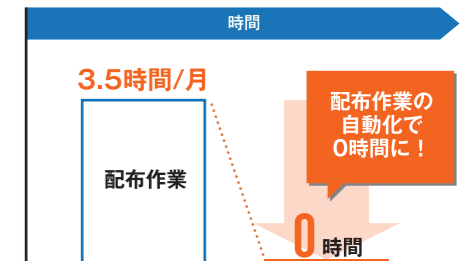 時間
3.5時間/月
配布作業の
自動化で
0時間に！
配布作業
0時間